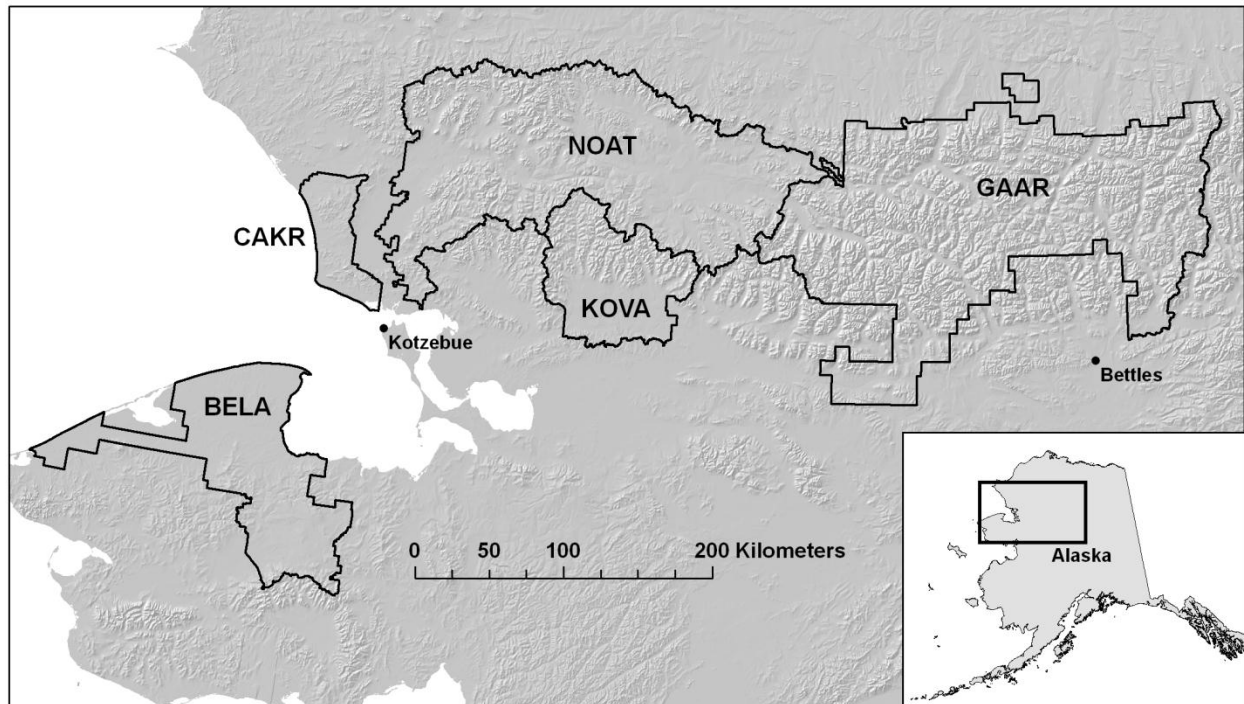 NOAT
GAAR
CAKR
KOVA
Kotzebue
Bettles
BELA
0 50 100 200 Kilometers
Alaska